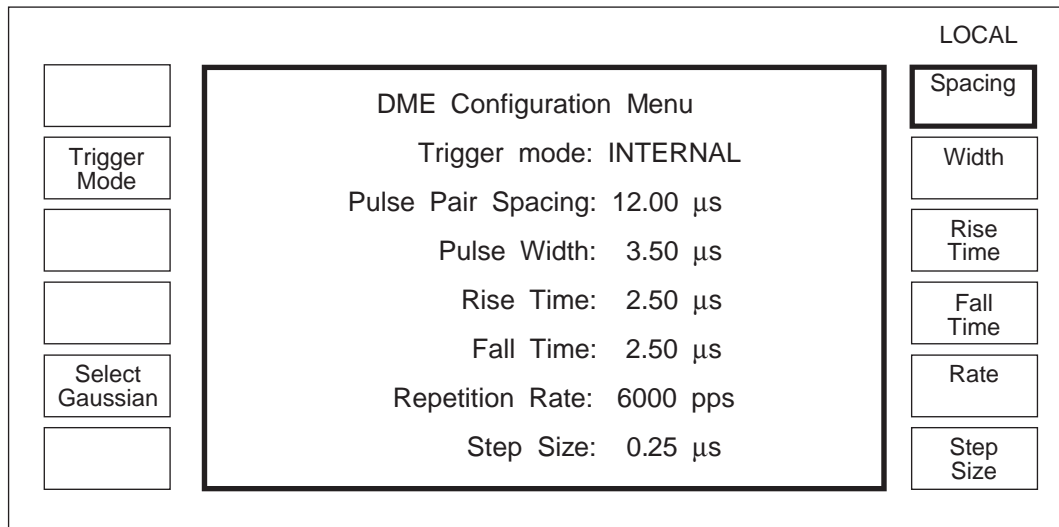 LOCAL
Trigger
Mode
Select
Gaussian
DME Configuration Menu
Trigger mode: INTERNAL
Pulse Pair Spacing: 12.00 µs
Pulse Width: 3.50 µs
Rise Time: 2.50 µs
Fall Time: 2.50 µs
Repetition Rate: 6000 pps
Step Size: 0.25 µs
Spacing
Width
Rise
Time
Fall
Time
Rate
Step
Size